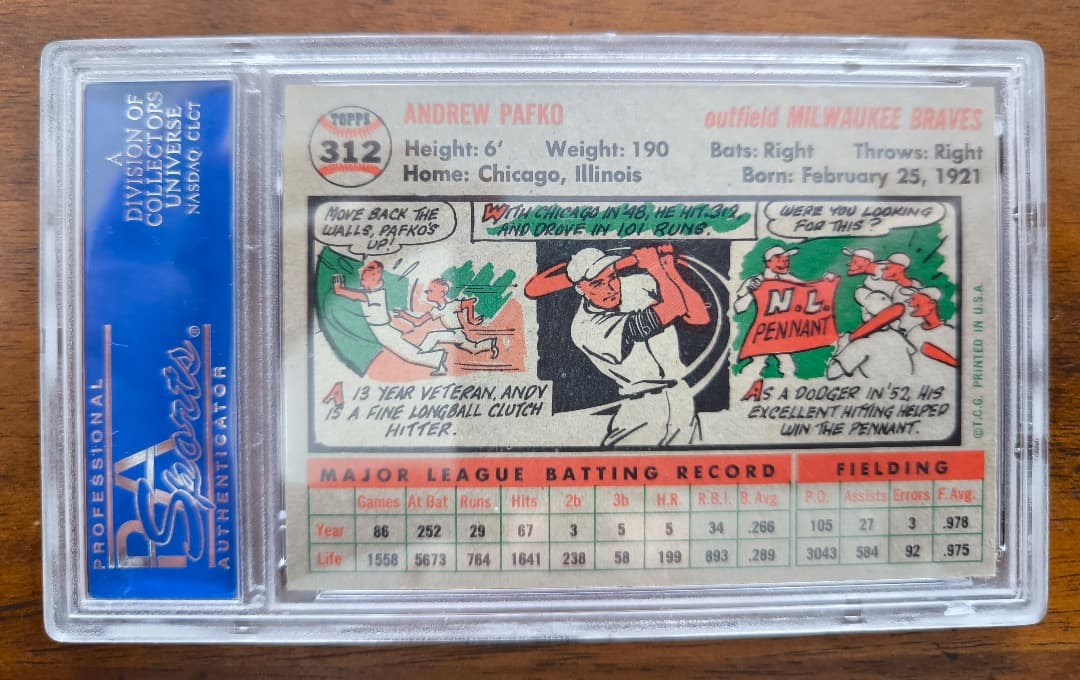 A
DIVISION OF
COLLECTORS
UNIVERSE
NASDAQ: CLCT
PROFESSIONAL
PSA
Sports®
AUTHENTICATOR
TOPPS
312
ANDREW PAFKO
outfield MILWAUKEE BRAVES
Height: 6' Weight: 190 Bats: Right Throws: Right
Home: Chicago, Illinois Born: February 25, 1921
MOVE BACK THE
WALLS, PAFKO'S
UP!
A 13 YEAR VETERAN, ANDY
IS A FINE LONGBALL CLUTCH
HITTER.
WITH CHICAGO IN '48, HE HIT .312
AND DROVE IN 101 RUNS.
WERE YOU LOOKING
FOR THIS?
N.L.
PENNANT
AS A DODGER IN '52, HIS
EXCELLENT HITTING HELPED
WIN THE PENNANT.
©T.C.G. PRINTED IN U.S.A.
MAJOR LEAGUE BATTING RECORD FIELDING
Games At Bat Runs Hits 2b 3b H.R. R.B.I. B. Avg. P.O. Assists Errors F. Avg.
Year 86 252 29 67 3 5 5 34 .266 105 27 3 .978
Life 1558 5673 764 1641 238 58 199 893 .289 3043 584 92 .975